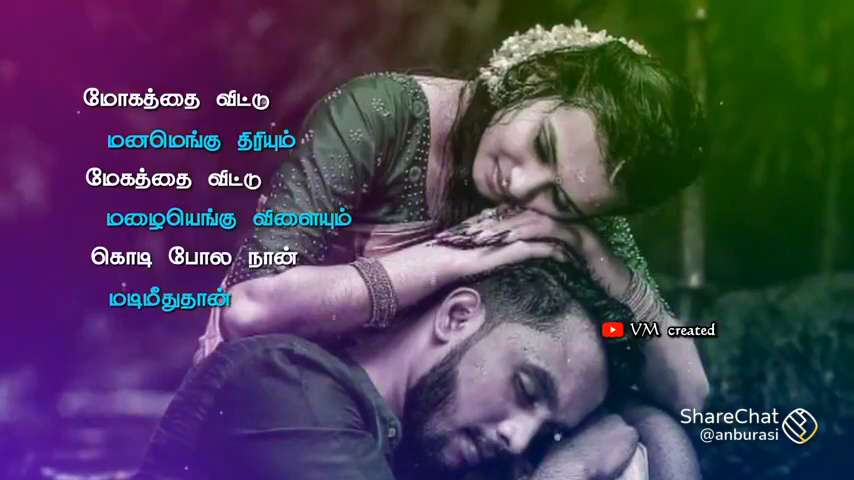 மோகத்தை விட்டு
மனமெங்கு திரியும்
மேகத்தை விட்டு
மழையெங்கு விளையும்
கொடி போல நான்
மடிமீதுதான்
VM created
ShareChat
@anburasi